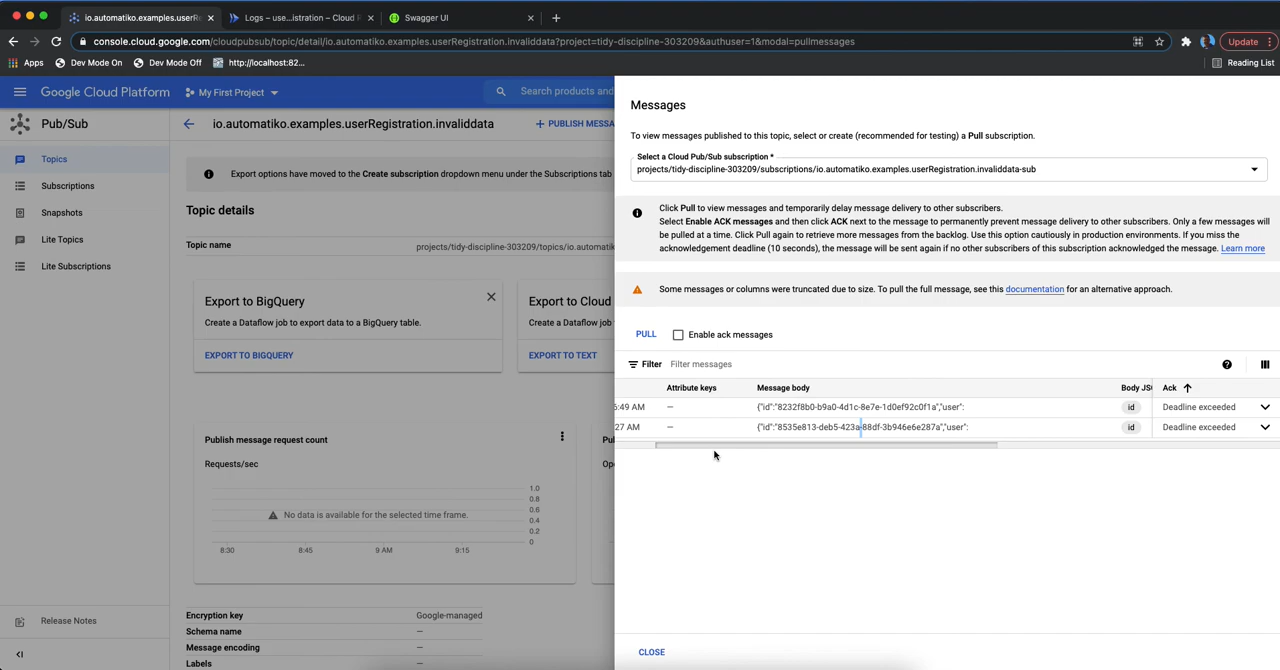 io.automatiko.examples.userR
Logs – use...istration – Cloud P
Swagger UI
console.cloud.google.com/cloudpubsub/topic/detail/io.automatiko.examples.userRegistration.invaliddata?project=tidy-discipline-303209&authuser=1&modal=pullmessages
Update
Apps
Dev Mode On
Dev Mode Off
http://localhost:82...
Reading List
Google Cloud Platform
My First Project
Search products and
Pub/Sub
Topics
Subscriptions
Snapshots
Lite Topics
Lite Subscriptions
Release Notes
io.automatiko.examples.userRegistration.invaliddata
PUBLISH MESSA
Export options have moved to the Create subscription dropdown menu under the Subscriptions tab
Topic details
Topic name
projects/tidy-discipline-303209/topics/io.automatik
Export to BigQuery
Create a Dataflow job to export data to a BigQuery table.
EXPORT TO BIGQUERY
Export to Cloud
Create a Dataflow job
EXPORT TO TEXT
Publish message request count
Requests/sec
1.0
0.8
No data is available for the selected time frame.
0.6
0.4
0.2
0
8:30
8:45
9 AM
9:15
Pul
Ope
Encryption key
Google-managed
Schema name
—
Message encoding
—
Labels
—
Messages
To view messages published to this topic, select or create (recommended for testing) a Pull subscription.
Select a Cloud Pub/Sub subscription *
projects/tidy-discipline-303209/subscriptions/io.automatiko.examples.userRegistration.invaliddata-sub
Click Pull to view messages and temporarily delay message delivery to other subscribers.
Select Enable ACK messages and then click ACK next to the message to permanently prevent message delivery to other subscribers. Only a few messages will
be pulled at a time. Click Pull again to retrieve more messages from the backlog. Use this option cautiously in production environments. If you miss the
acknowledgement deadline (10 seconds), the message will be sent again if no other subscribers of this subscription acknowledged the message. Learn more
Some messages or columns were truncated due to size. To pull the full message, see this documentation for an alternative approach.
PULL
Enable ack messages
Filter
Filter messages
Attribute keys
Message body
Body JSO
Ack
6:49 AM
—
{"id":"8232f8b0-b9a0-4d1c-8e7e-1d0ef92c0f1a","user":
id
Deadline exceeded
27 AM
—
{"id":"8535e813-deb5-423a-88df-3b946e6e287a","user":
id
Deadline exceeded
CLOSE